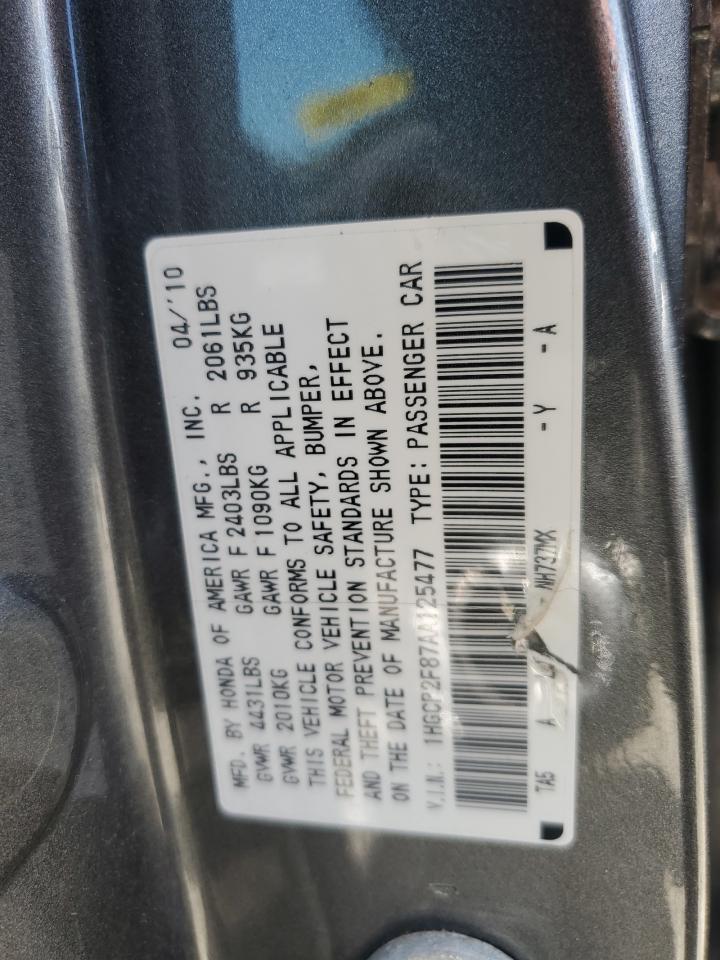 MFD. BY HONDA OF AMERICA MFG., INC. 04/'10
GVWR 4431LBS GAWR F 2403LBS R 2061LBS
GVWR 2010KG GAWR F 1090KG R 935KG
THIS VEHICLE CONFORMS TO ALL APPLICABLE
FEDERAL MOTOR VEHICLE SAFETY, BUMPER,
AND THEFT PREVENTION STANDARDS IN EFFECT
ON THE DATE OF MANUFACTURE SHOWN ABOVE.
V.I.N.: 1HGCP2F87AA125477 TYPE: PASSENGER CAR
TA5 A NH737MX - Y - A